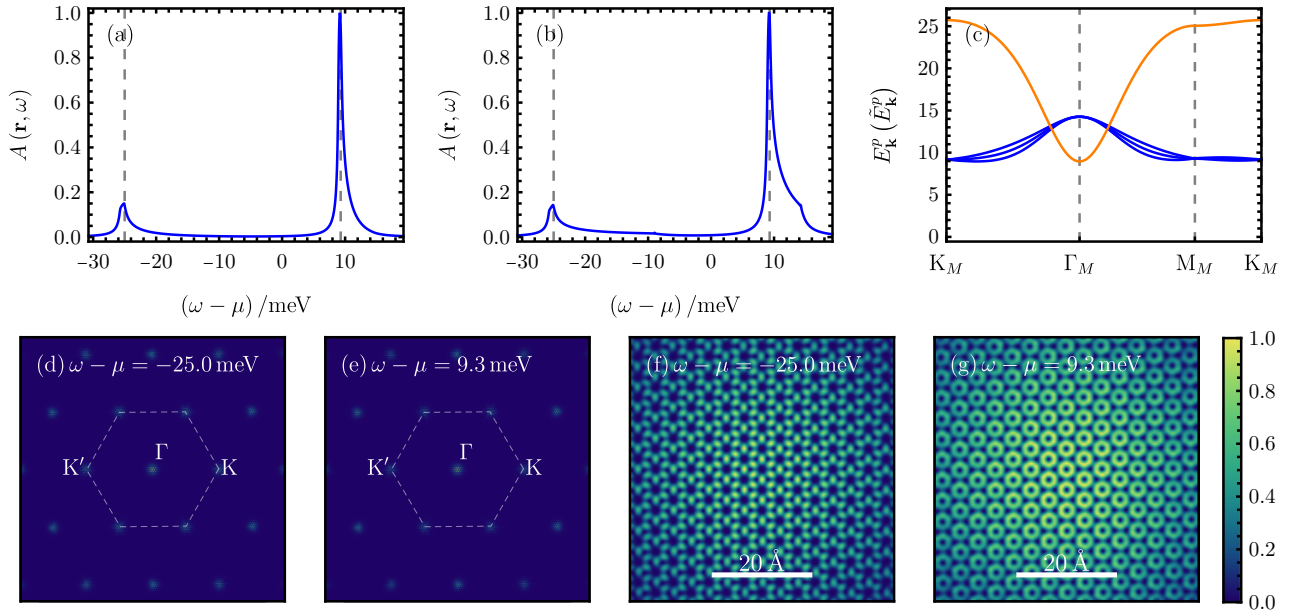 (a)
A (r, ω)
1.0
0.8
0.6
0.4
0.2
0.0
−30 −20 −10 0 10
(ω − μ) /meV
(b)
A (r, ω)
1.0
0.8
0.6
0.4
0.2
0.0
−30 −20 −10 0 10
(ω − μ) /meV
(c)
E_k^p (Ẽ_k^p)
25
20
15
10
5
0
K_M Γ_M M_M K_M
(d) ω − μ = −25.0 meV
K′ Γ K
(e) ω − μ = 9.3 meV
K′ Γ K
(f) ω − μ = −25.0 meV
20 Å
(g) ω − μ = 9.3 meV
20 Å
1.0
0.8
0.6
0.4
0.2
0.0